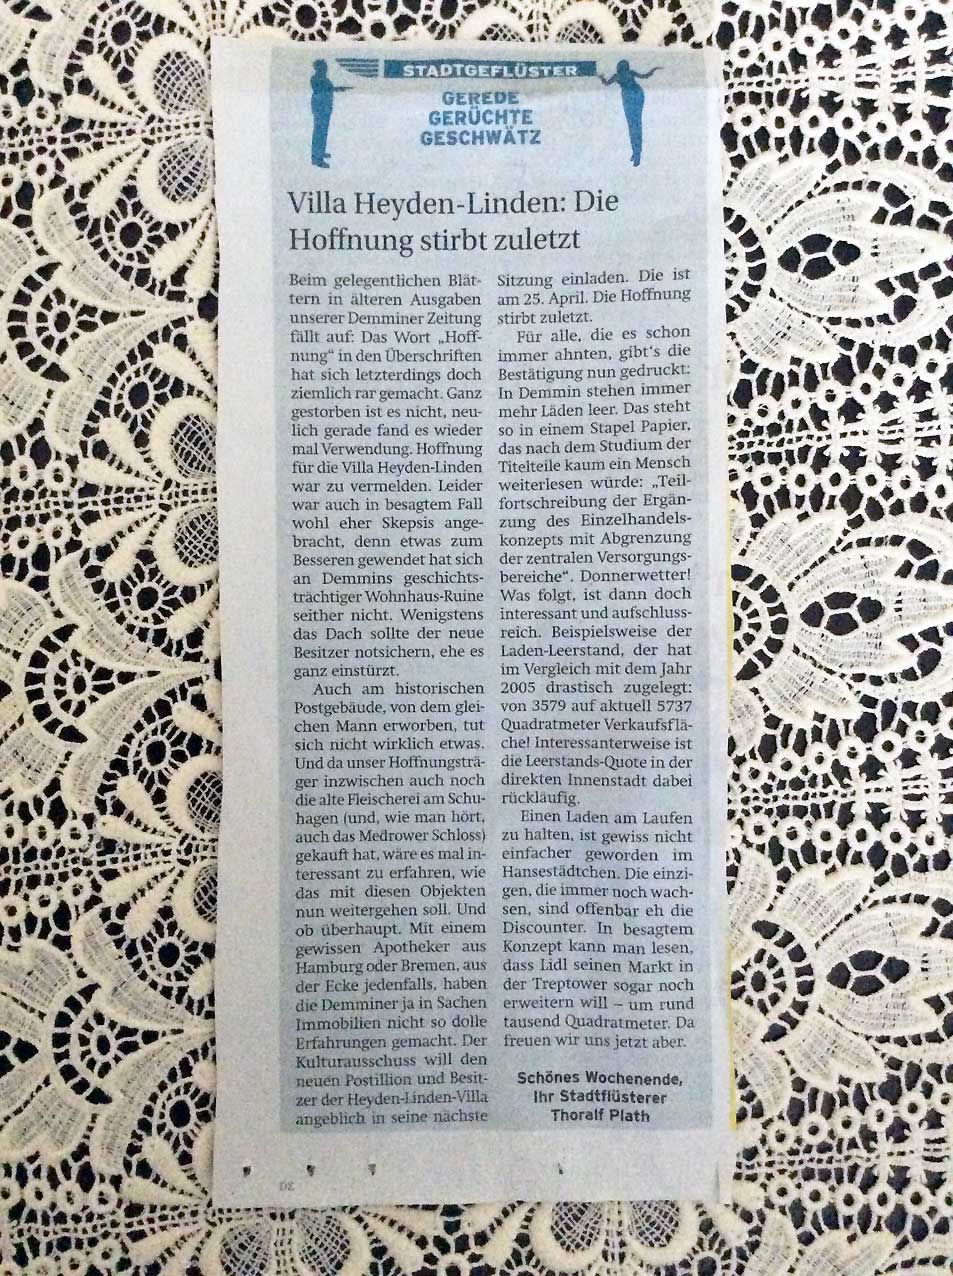 STADTGEFLÜSTER
GEREDE
GERÜCHTE
GESCHWÄTZ
Villa Heyden-Linden: Die
Hoffnung stirbt zuletzt
Beim gelegentlichen Blät-
tern in älteren Ausgaben
unserer Demminer Zeitung
fällt auf: Das Wort „Hoff-
nung“ in den Überschriften
hat sich letzterdings doch
ziemlich rar gemacht. Ganz
gestorben ist es nicht, neu-
lich gerade fand es wieder
mal Verwendung. Hoffnung
für die Villa Heyden-Linden
war zu vermelden. Leider
war auch in besagtem Fall
wohl eher Skepsis ange-
bracht, denn etwas zum
Besseren gewendet hat sich
an Demmins geschichts-
trächtiger Wohnhaus-Ruine
seither nicht. Wenigstens
das Dach sollte der neue
Besitzer notsichern, ehe es
ganz einstürzt.
Auch am historischen
Postgebäude, von dem glei-
chen Mann erworben, tut
sich nicht wirklich etwas.
Und da unser Hoffnungsträ-
ger inzwischen auch noch
die alte Fleischerei am Schu-
hagen (und, wie man hört,
auch das Medrower Schloss)
gekauft hat, wäre es mal in-
teressant zu erfahren, wie
das mit diesen Objekten
nun weitergehen soll. Und
ob überhaupt. Mit einem
gewissen Apotheker aus
Hamburg oder Bremen, aus
der Ecke jedenfalls, haben
die Demminer ja in Sachen
Immobilien nicht so dolle
Erfahrungen gemacht. Der
Kulturausschuss will den
neuen Postillion und Besit-
zer der Heyden-Linden-Villa
angeblich in seine nächste
Sitzung einladen. Die ist
am 25. April. Die Hoffnung
stirbt zuletzt.
Für alle, die es schon
immer ahnten, gibt‘s die
Bestätigung nun gedruckt:
In Demmin stehen immer
mehr Läden leer. Das steht
so in einem Stapel Papier,
das nach dem Studium der
Titelteile kaum ein Mensch
weiterlesen würde: „Teil-
fortschreibung der Ergän-
zung des Einzelhandels-
konzepts mit Abgrenzung
der zentralen Versorgungs-
bereiche“. Donnerwetter!
Was folgt, ist dann doch
interessant und aufschluss-
reich. Beispielsweise der
Laden-Leerstand, der hat
im Vergleich mit dem Jahr
2005 drastisch zugelegt:
von 3579 auf aktuell 5737
Quadratmeter Verkaufsflä-
che! Interessanterweise ist
die Leerstands-Quote in der
direkten Innenstadt dabei
rückläufig.
Einen Laden am Laufen
zu halten, ist gewiss nicht
einfacher geworden im
Hansestädtchen. Die einzi-
gen, die immer noch wach-
sen, sind offenbar eh die
Discounter. In besagtem
Konzept kann man lesen,
dass Lidl seinen Markt in
der Treptower sogar noch
erweitern will – um rund
tausend Quadratmeter. Da
freuen wir uns jetzt aber.
Schönes Wochenende,
Ihr Stadtflüsterer
Thoralf Plath
DZ